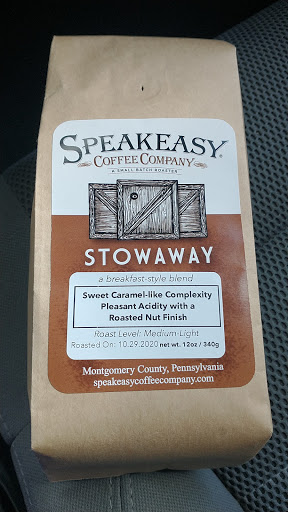 SPEAKEASY®
COFFEE COMPANY
A SMALL BATCH ROASTER
STOWAWAY
a breakfast-style blend
Sweet Caramel-like Complexity
Pleasant Acidity with a
Roasted Nut Finish
Roast Level: Medium-Light
Roasted On: 10.29.2020 net wt. 12oz / 340g
Montgomery County, Pennsylvania
speakeasycoffeecompany.com